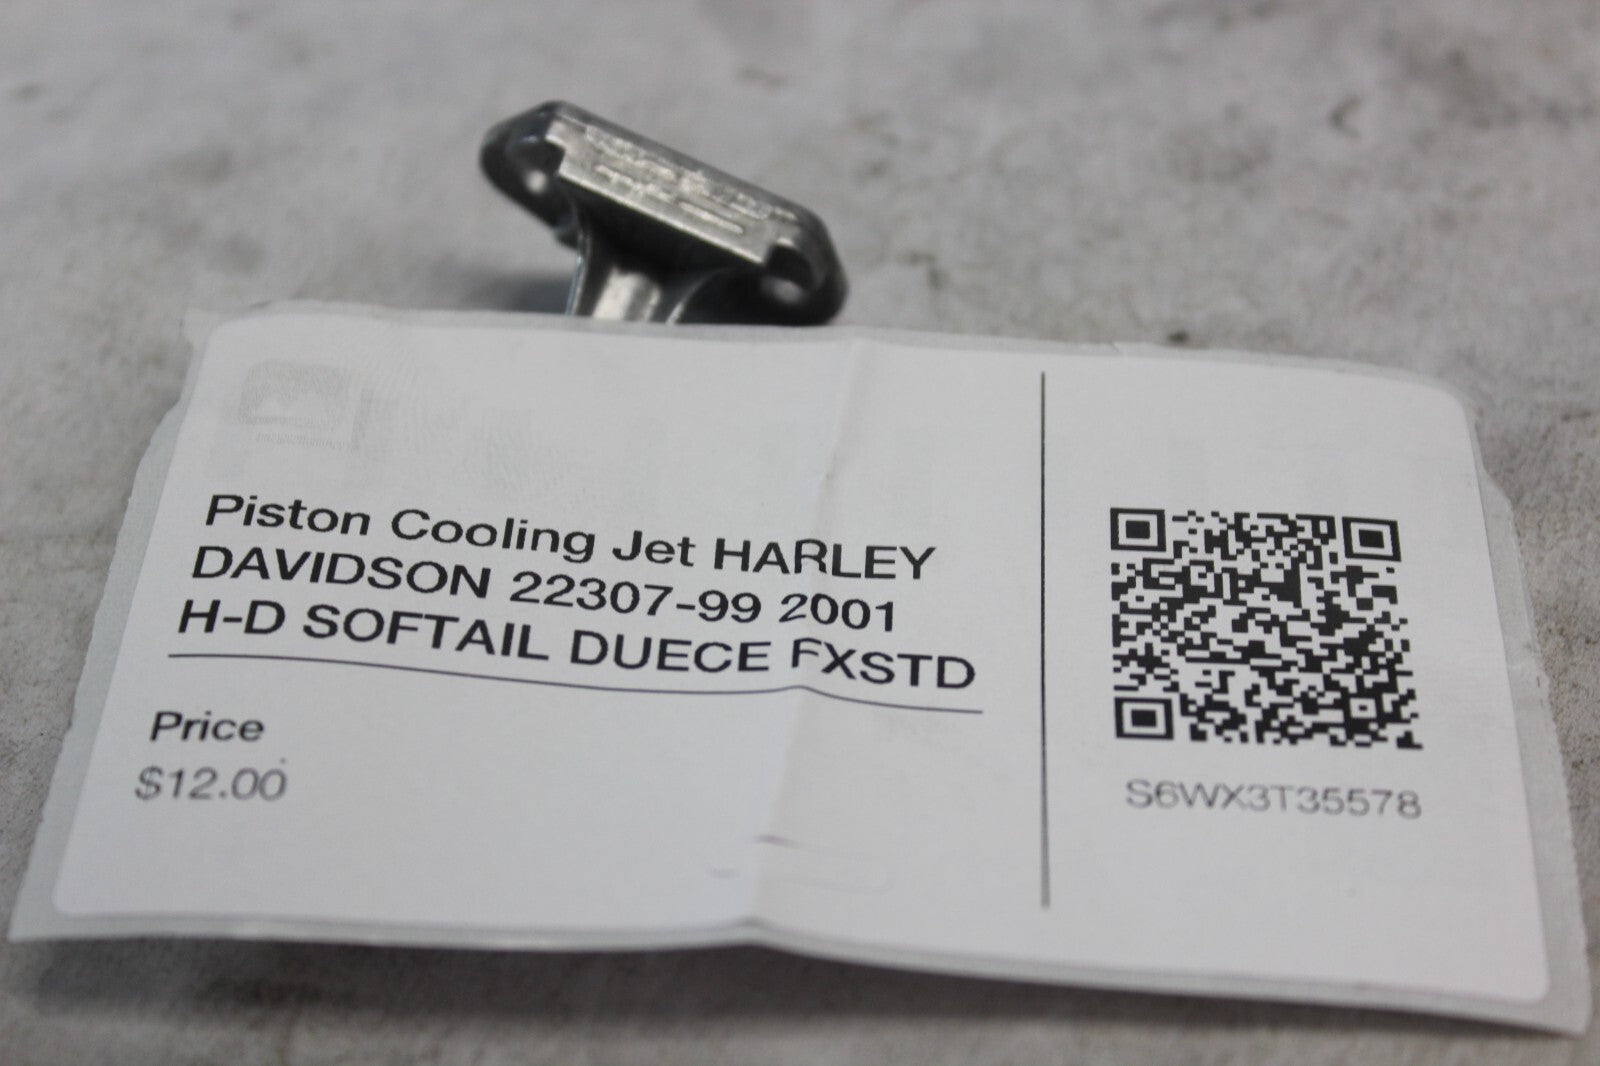 Piston Cooling Jet HARLEY
DAVIDSON 22307-99 2001
H-D SOFTAIL DUECE FXSTD
Price
$12.00
S6WX3T35578